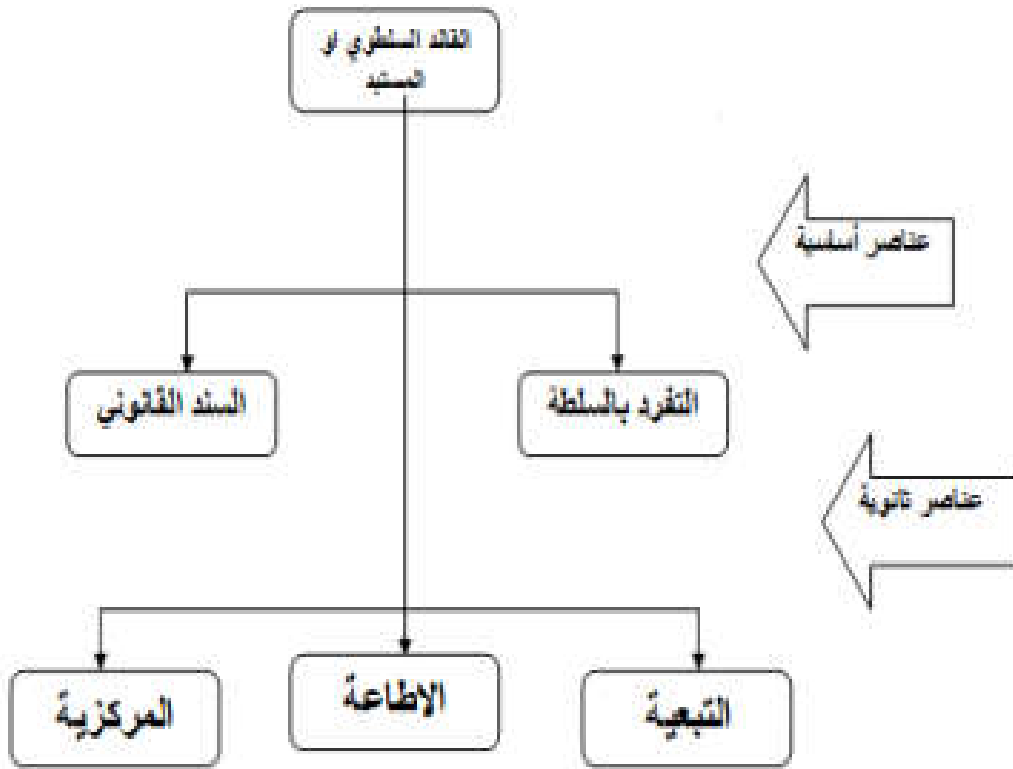 القائد السلطوي او
المستبد
عناصر أساسية
التفرد بالسلطة
السند القانوني
عناصر ثانوية
التبعية
الإطاعة
المركزية